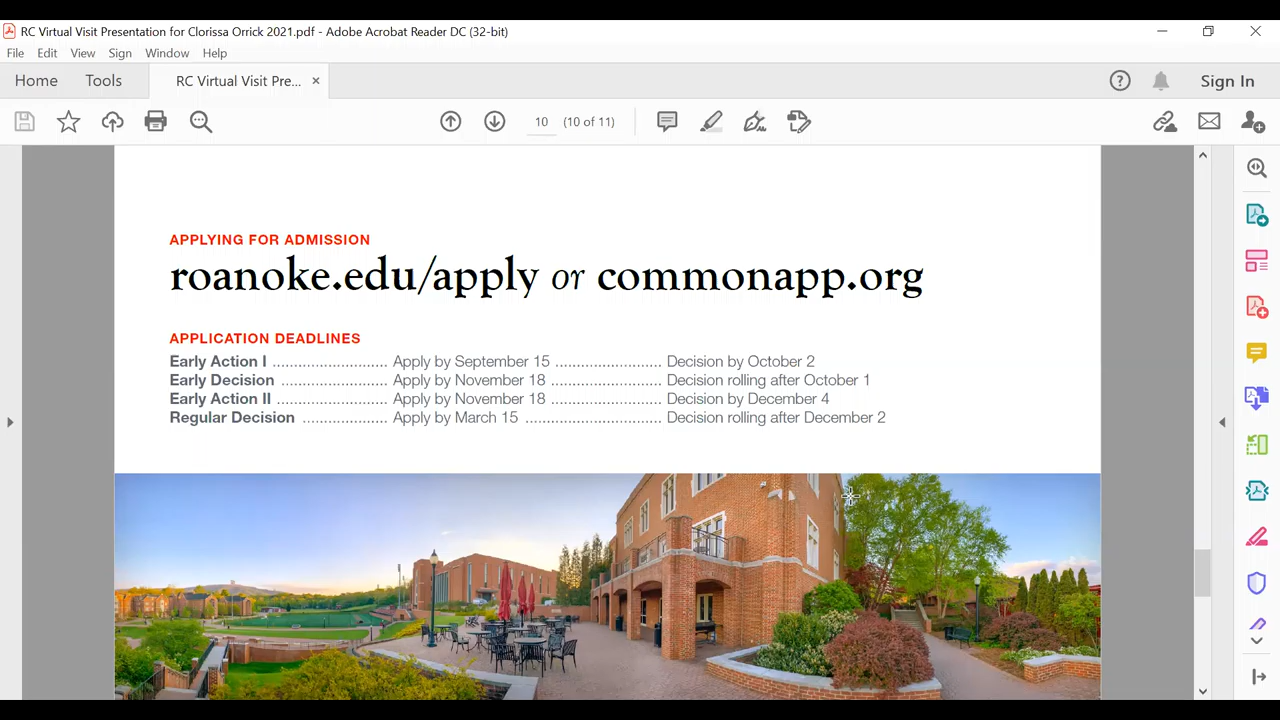 RC Virtual Visit Presentation for Clorissa Orrick 2021.pdf - Adobe Acrobat Reader DC (32-bit)
File Edit View Sign Window Help
Home Tools RC Virtual Visit Pre... × Sign In
10 (10 of 11)
APPLYING FOR ADMISSION
roanoke.edu/apply or commonapp.org
APPLICATION DEADLINES
Early Action I ........................... Apply by September 15 ......................... Decision by October 2
Early Decision ......................... Apply by November 18 .......................... Decision rolling after October 1
Early Action II .......................... Apply by November 18 .......................... Decision by December 4
Regular Decision .................... Apply by March 15 ................................ Decision rolling after December 2